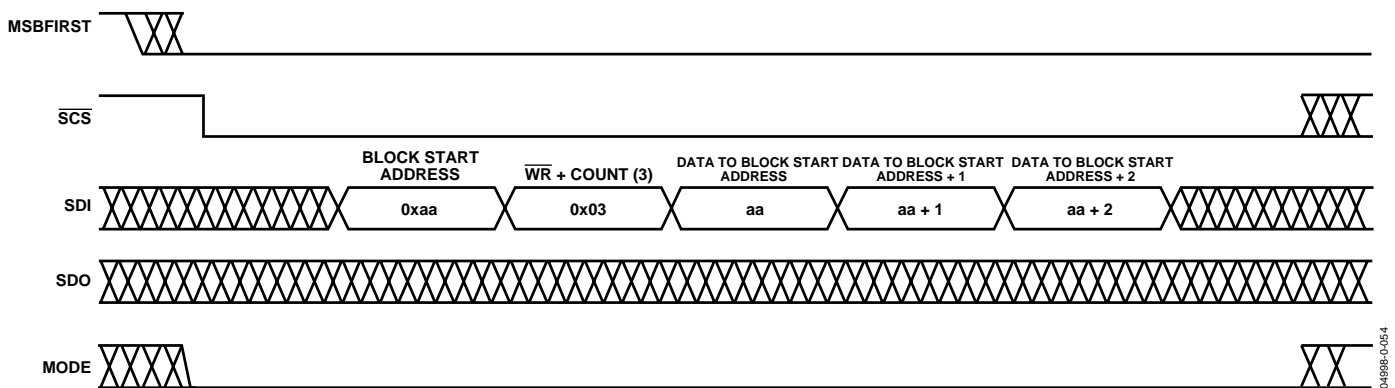 MSBFIRST
SCS
BLOCK START
ADDRESS
WR + COUNT (3)
DATA TO BLOCK START
ADDRESS
DATA TO BLOCK START
ADDRESS + 1
DATA TO BLOCK START
ADDRESS + 2
SDI
0xaa
0x03
aa
aa + 1
aa + 2
SDO
MODE
04998-0-054